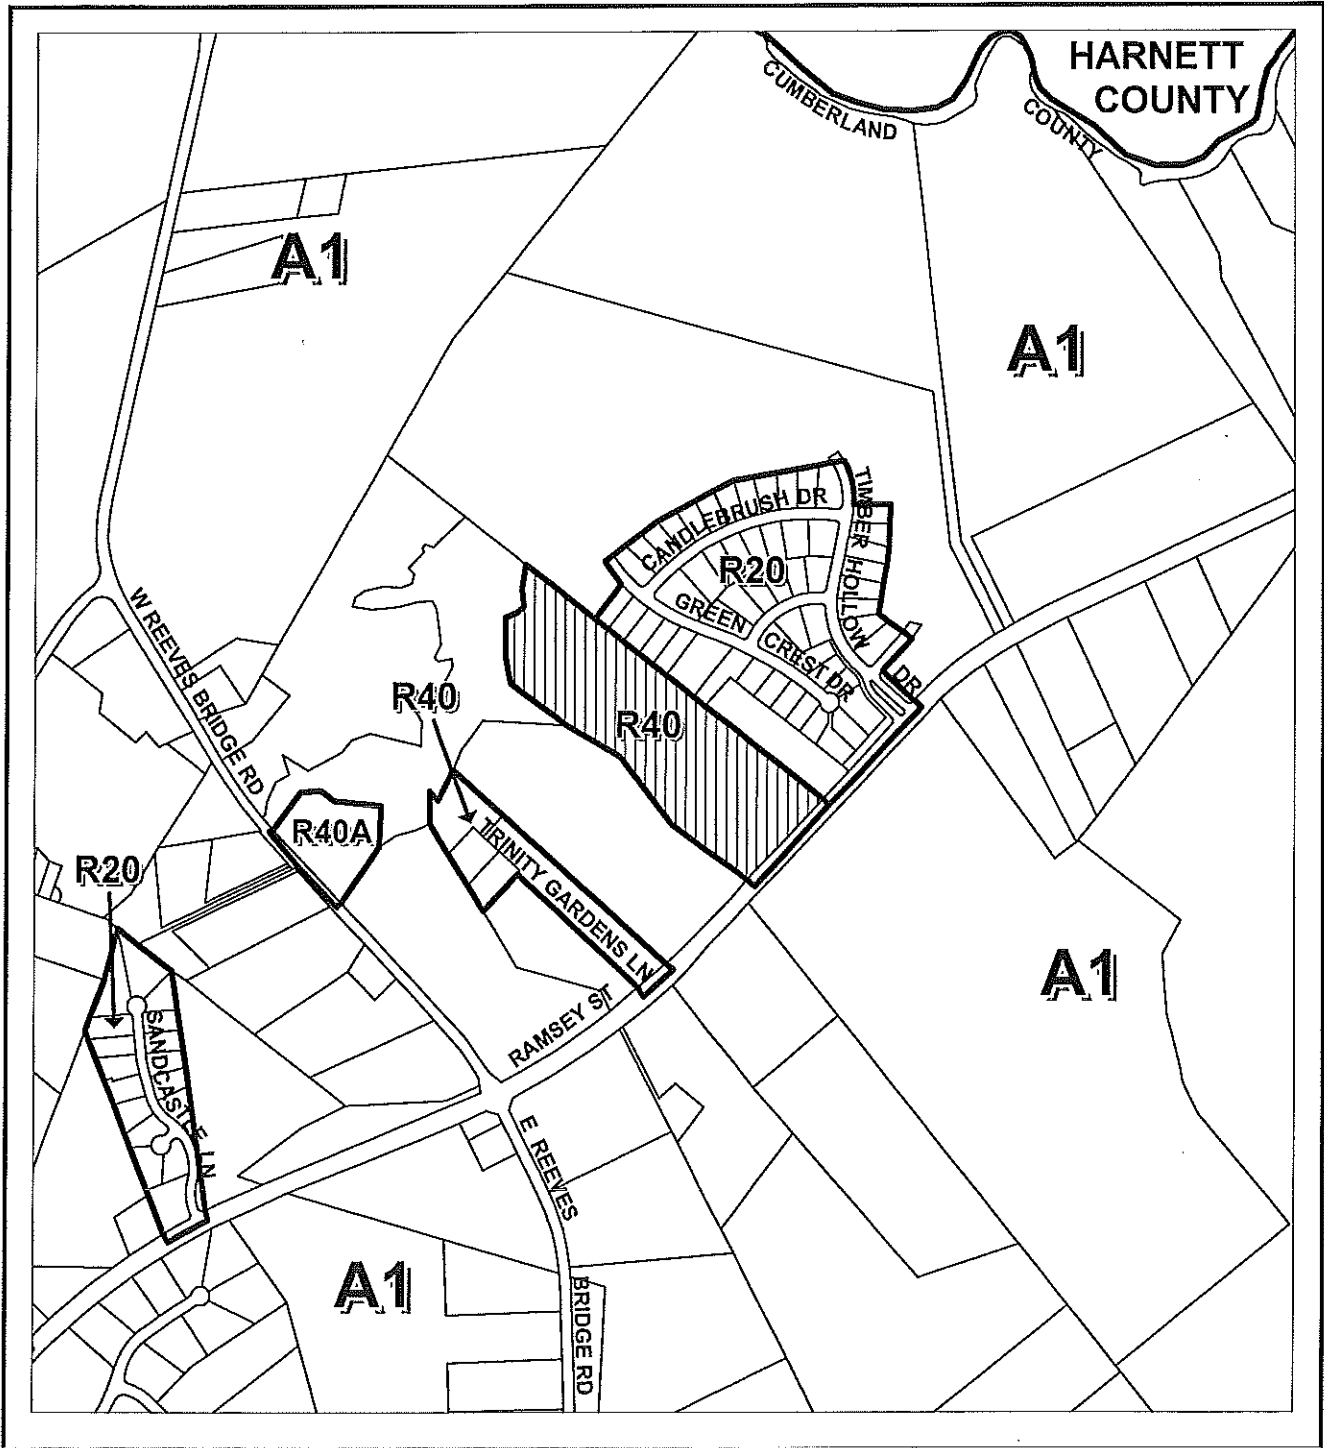 HARNETT
COUNTY
CUMBERLAND
COUNTY
A1
A1
CANDLEBRUSH DR
TIMBER HOLLOW DR
R20
GREEN
CREST DR
W REEVES BRIDGE RD
R40
R40
R40A
TRINITY GARDENS LN
R20
A1
SANDCASTLE LN
RAMSEY ST
E REEVES
BRIDGE RD
A1